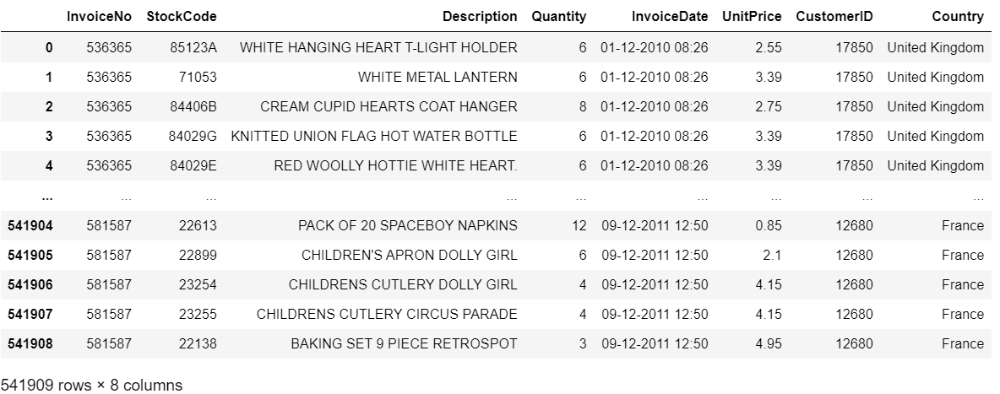 InvoiceNo StockCode Description Quantity InvoiceDate UnitPrice CustomerID Country
0 536365 85123A WHITE HANGING HEART T-LIGHT HOLDER 6 01-12-2010 08:26 2.55 17850 United Kingdom
1 536365 71053 WHITE METAL LANTERN 6 01-12-2010 08:26 3.39 17850 United Kingdom
2 536365 84406B CREAM CUPID HEARTS COAT HANGER 8 01-12-2010 08:26 2.75 17850 United Kingdom
3 536365 84029G KNITTED UNION FLAG HOT WATER BOTTLE 6 01-12-2010 08:26 3.39 17850 United Kingdom
4 536365 84029E RED WOOLLY HOTTIE WHITE HEART. 6 01-12-2010 08:26 3.39 17850 United Kingdom
... ... ... ... ... ... ... ... ...
541904 581587 22613 PACK OF 20 SPACEBOY NAPKINS 12 09-12-2011 12:50 0.85 12680 France
541905 581587 22899 CHILDREN'S APRON DOLLY GIRL 6 09-12-2011 12:50 2.1 12680 France
541906 581587 23254 CHILDRENS CUTLERY DOLLY GIRL 4 09-12-2011 12:50 4.15 12680 France
541907 581587 23255 CHILDRENS CUTLERY CIRCUS PARADE 4 09-12-2011 12:50 4.15 12680 France
541908 581587 22138 BAKING SET 9 PIECE RETROSPOT 3 09-12-2011 12:50 4.95 12680 France
541909 rows × 8 columns